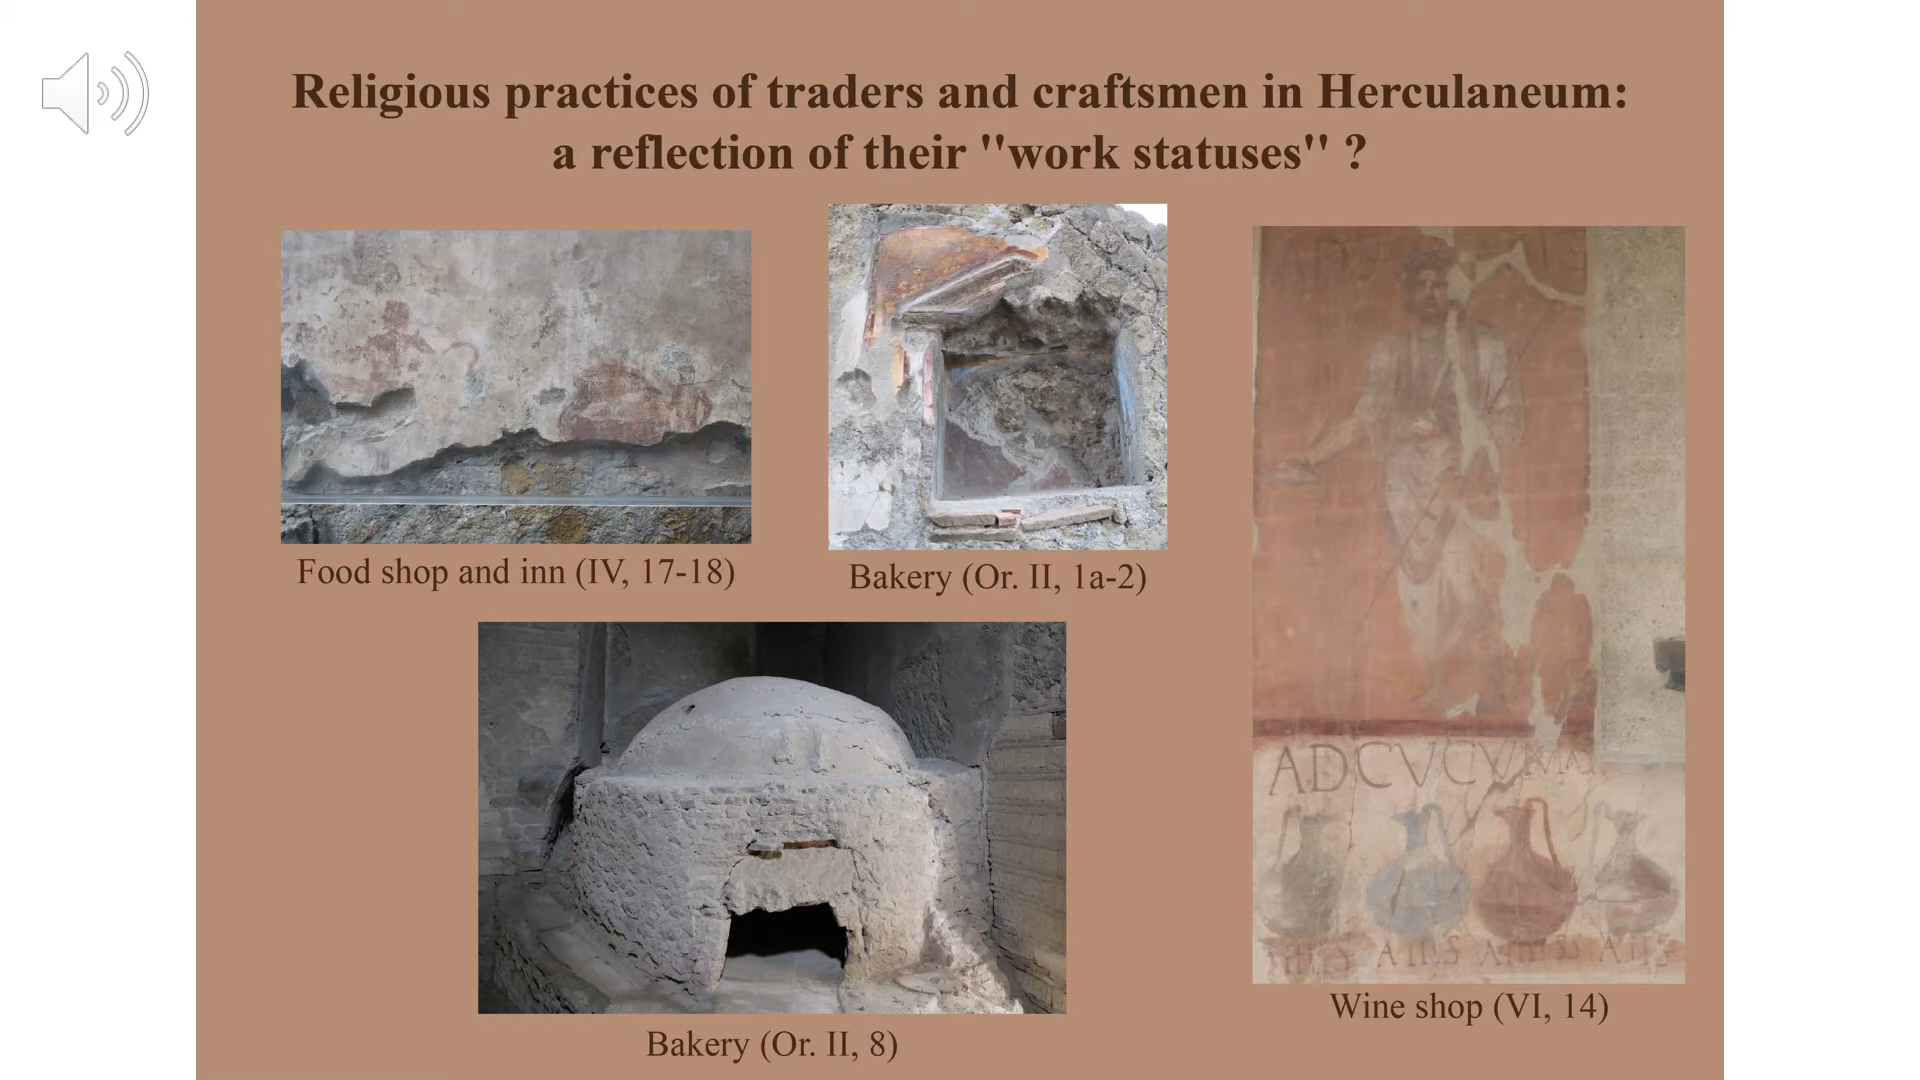 Religious practices of traders and craftsmen in Herculaneum:
a reflection of their "work statuses" ?
Food shop and inn (IV, 17-18)
Bakery (Or. II, 1a-2)
ADCVCVMAS
Wine shop (VI, 14)
Bakery (Or. II, 8)